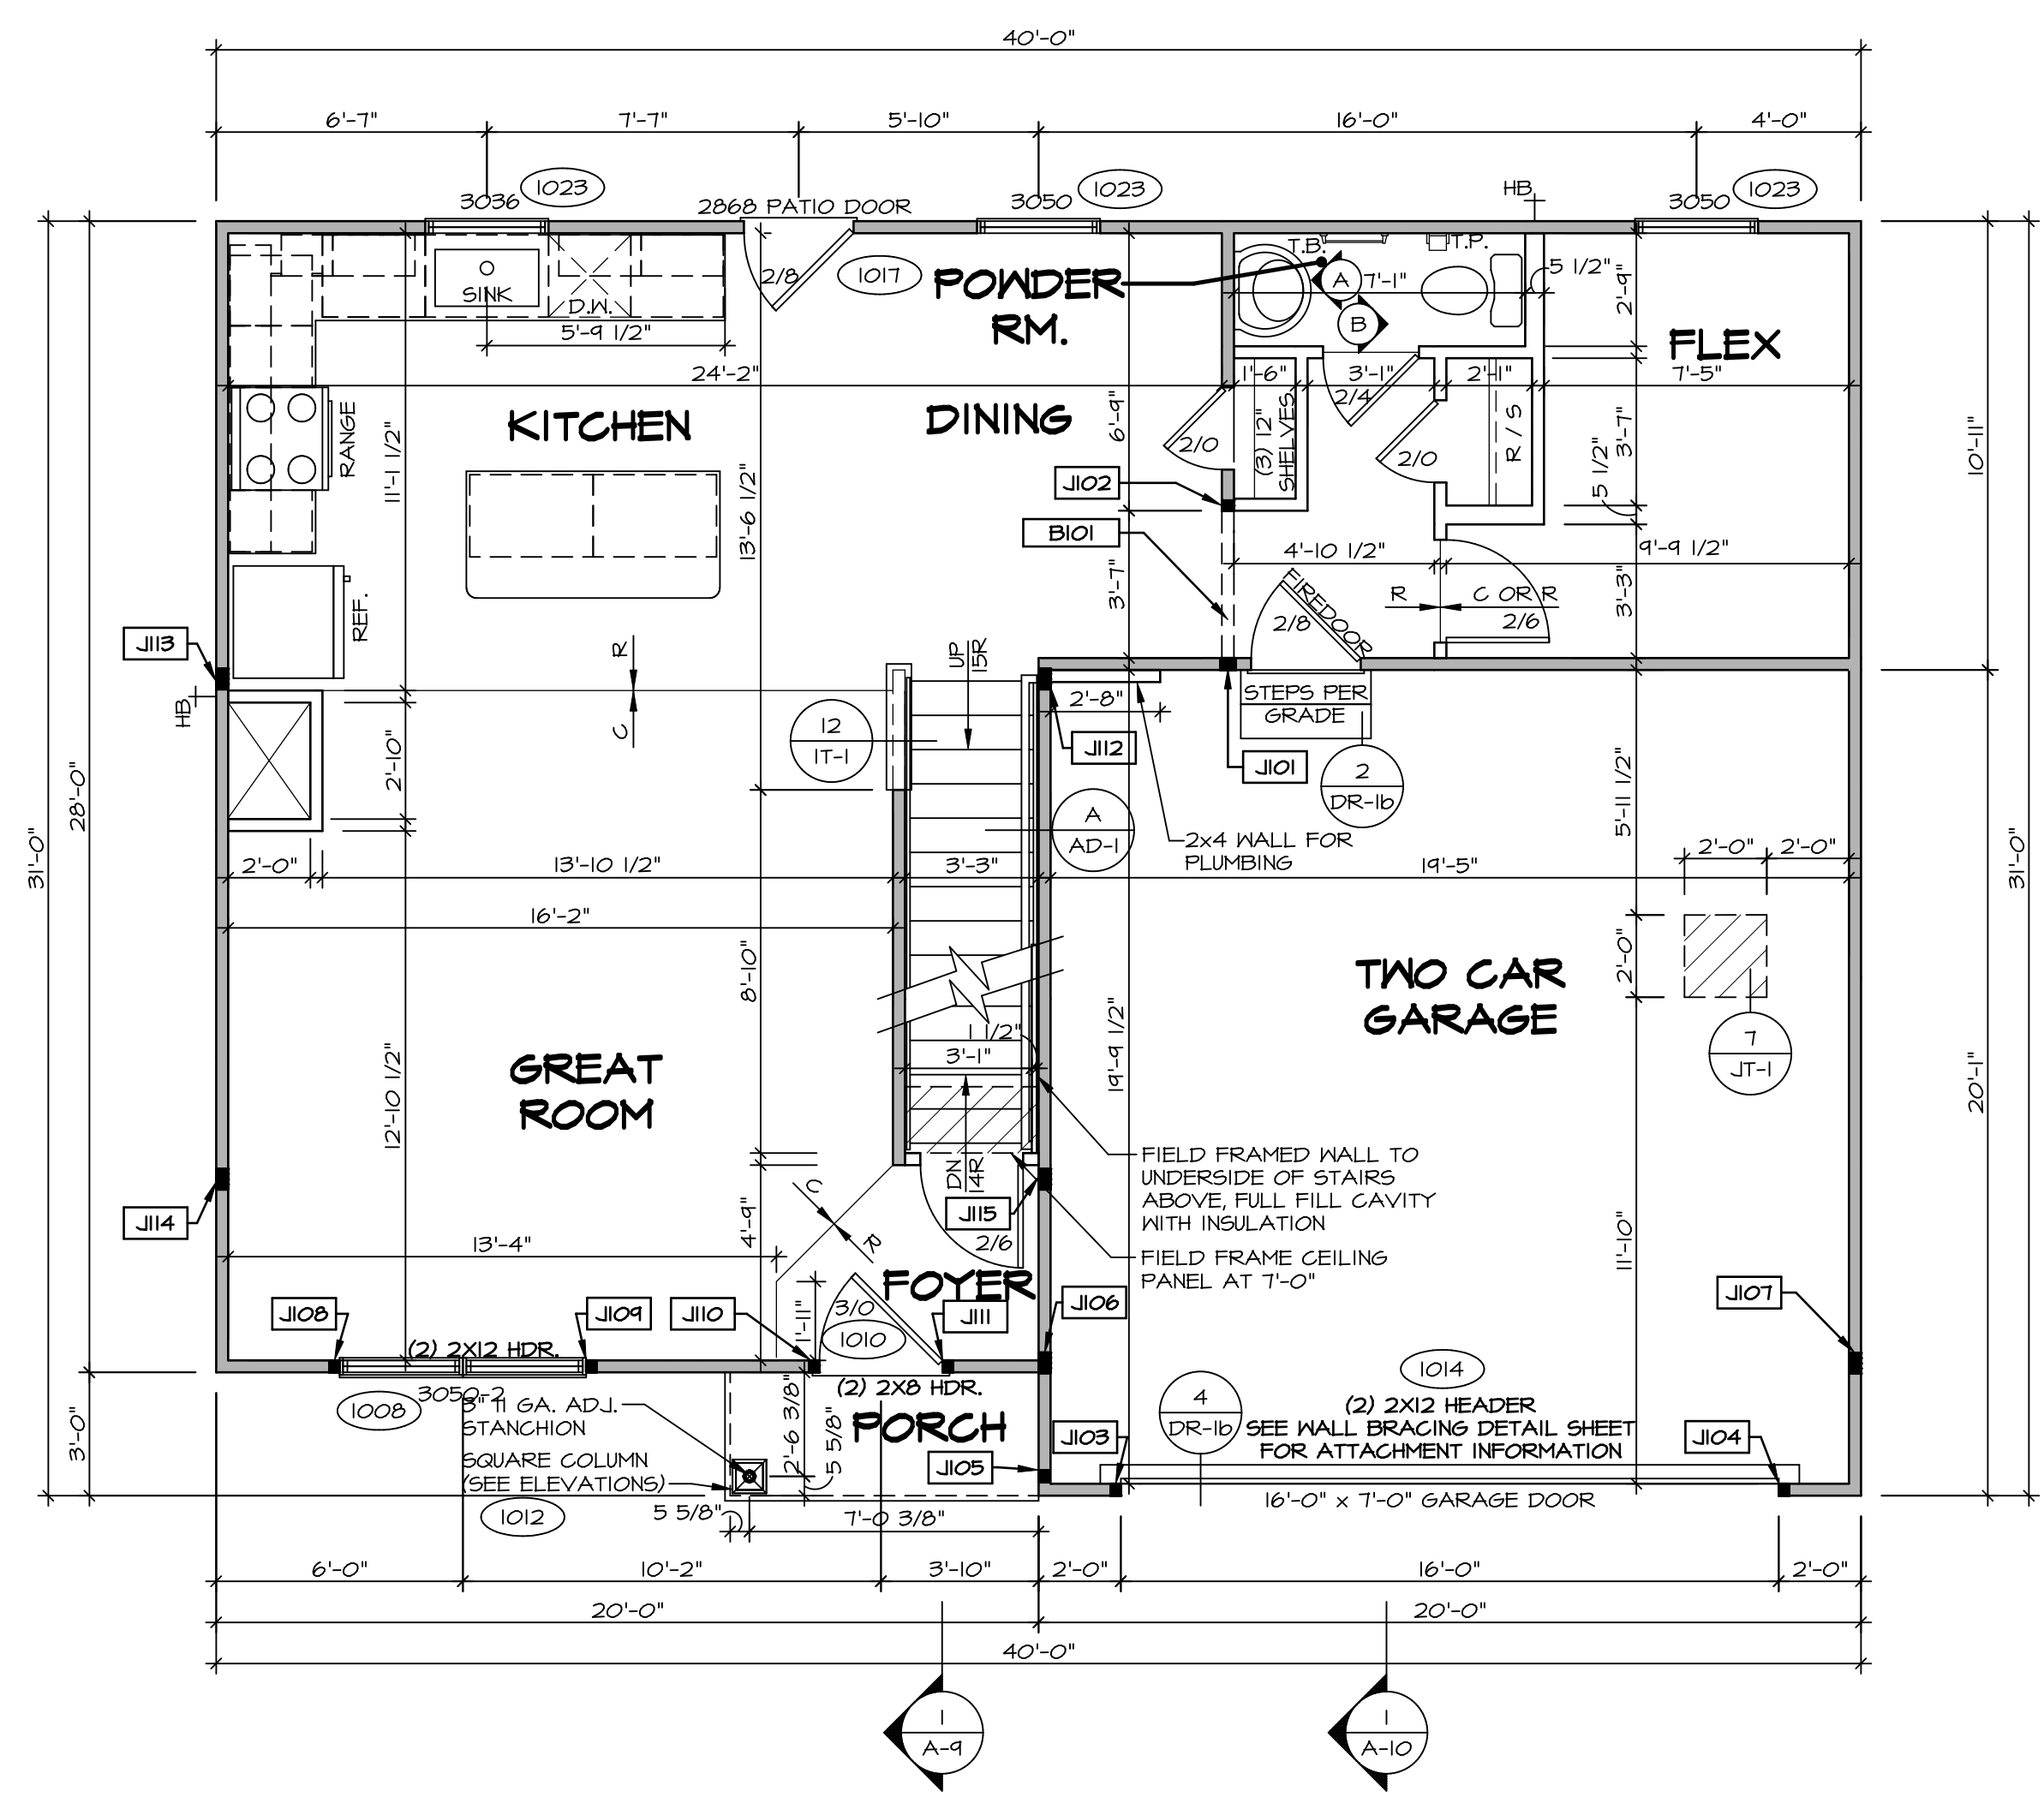 40'-0"
6'-7"
7'-7"
5'-10"
16'-0"
4'-0"
3036
1023
2868 PATIO DOOR
3050
1023
HB
3050
1023
2/8
1017
POWDER
RM.
T.B.
T.P.
A
7'-1"
B
5 1/2"
2'-9"
FLEX
SINK
D.W.
5'-9 1/2"
24'-2"
1'-6"
3'-1"
2'-1"
7'-5"
2/4
KITCHEN
DINING
RANGE
11'-1 1/2"
13'-6 1/2"
6'-9"
2/0
(3) 12"
SHELVES
2/0
R / S
5 1/2"
3'-7"
10'-11"
J102
B101
4'-10 1/2"
9'-9 1/2"
3'-7"
FIREDOOR
2/8
R
C OR R
2/6
3'-3"
REF.
J113
HB
R
C
UP
15R
2'-8"
STEPS PER
GRADE
12
1T-1
J112
J101
2
DR-1b
28'-0"
31'-0"
2'-10"
A
AD-1
2x4 WALL FOR
PLUMBING
5'-11 1/2"
2'-0"
2'-0"
31'-0"
2'-0"
13'-10 1/2"
3'-3"
19'-5"
16'-2"
8'-10"
2'-0"
TWO CAR
GARAGE
GREAT
ROOM
12'-10 1/2"
1 1/2"
3'-1"
19'-9 1/2"
7
JT-1
20'-1"
FIELD FRAMED WALL TO
UNDERSIDE OF STAIRS
ABOVE, FULL FILL CAVITY
WITH INSULATION
DN
14R
J114
C
R
J115
4'-9"
13'-4"
2/6
11'-10"
FIELD FRAME CEILING
PANEL AT 7'-0"
FOYER
J108
J109
J110
1'-11"
3/0
1010
J111
J106
J107
(2) 2X12 HDR.
3050-2
1008
3" 11 GA. ADJ.
STANCHION
SQUARE COLUMN
(SEE ELEVATIONS)
1012
(2) 2X8 HDR.
PORCH
2'-6 3/8"
5 5/8"
J105
J103
4
DR-1b
1014
(2) 2X12 HEADER
SEE WALL BRACING DETAIL SHEET
FOR ATTACHMENT INFORMATION
J104
3'-0"
16'-0" x 7'-0" GARAGE DOOR
5 5/8"
7'-0 3/8"
6'-0"
10'-2"
3'-10"
2'-0"
16'-0"
2'-0"
20'-0"
20'-0"
40'-0"
1
A-9
1
A-10